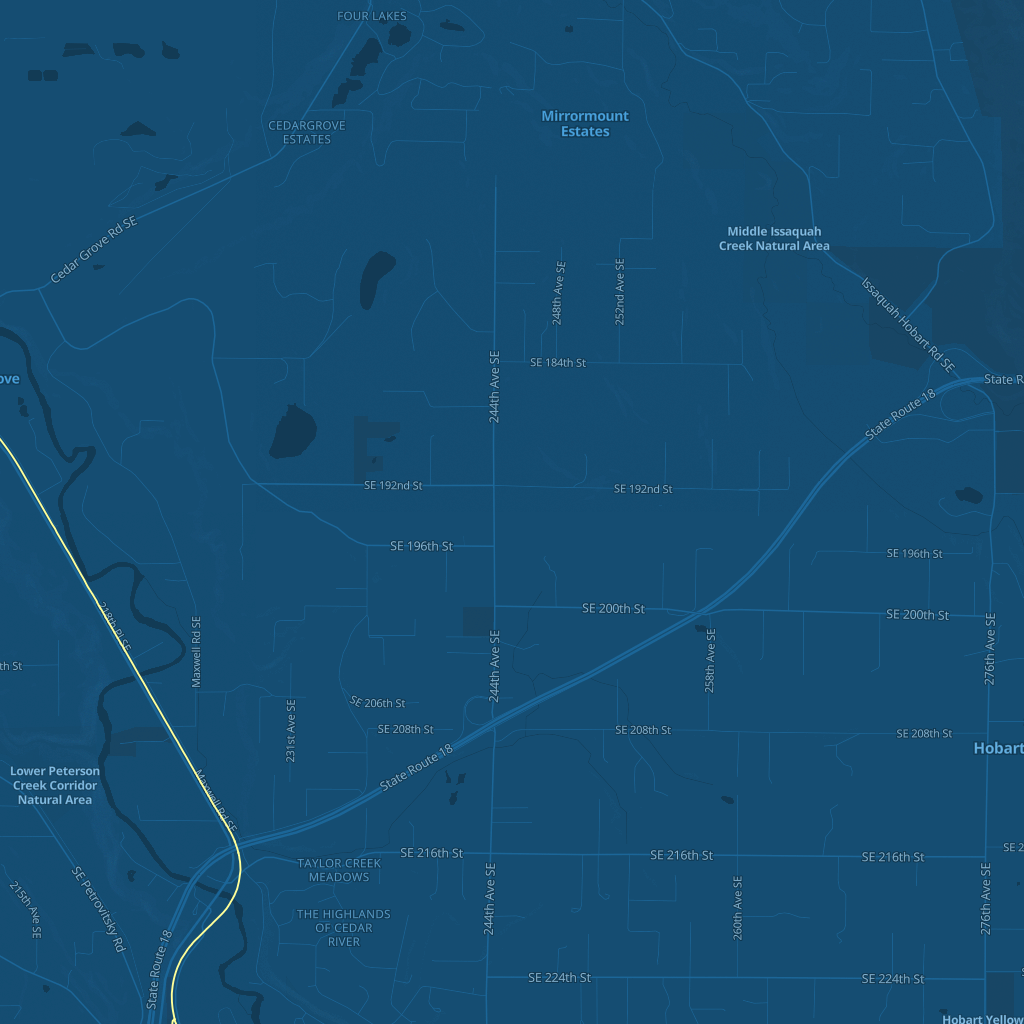 FOUR LAKES
CEDARGROVE
ESTATES
Mirrormount
Estates
Cedar Grove Rd SE
Middle Issaquah
Creek Natural Area
248th Ave SE
252nd Ave SE
Issaquah Hobart Rd SE
SE 184th St
244th Ave SE
State Route 18
State R
ove
SE 192nd St
SE 192nd St
SE 196th St
SE 196th St
SE 200th St
SE 200th St
218th Pl SE
Maxwell Rd SE
244th Ave SE
258th Ave SE
276th Ave SE
th St
SE 206th St
231st Ave SE
SE 208th St
SE 208th St
SE 208th St
Hobart
State Route 18
Lower Peterson
Creek Corridor
Natural Area
Maxwell Rd SE
SE 216th St
SE 216th St
SE 216th St
SE 2
TAYLOR CREEK
MEADOWS
SE Petrovitsky Rd
215th Ave SE
244th Ave SE
260th Ave SE
276th Ave SE
THE HIGHLANDS
OF CEDAR
RIVER
State Route 18
SE 224th St
SE 224th St
Hobart Yellow